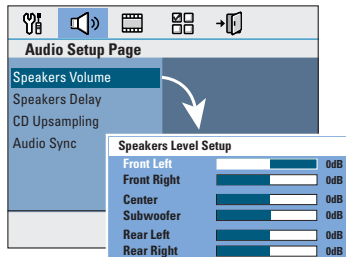 Audio Setup Page
Speakers Volume
Speakers Delay
CD Upsampling
Audio Sync
Speakers Level Setup
Front Left 0dB
Front Right 0dB
Center 0dB
Subwoofer 0dB
Rear Left 0dB
Rear Right 0dB